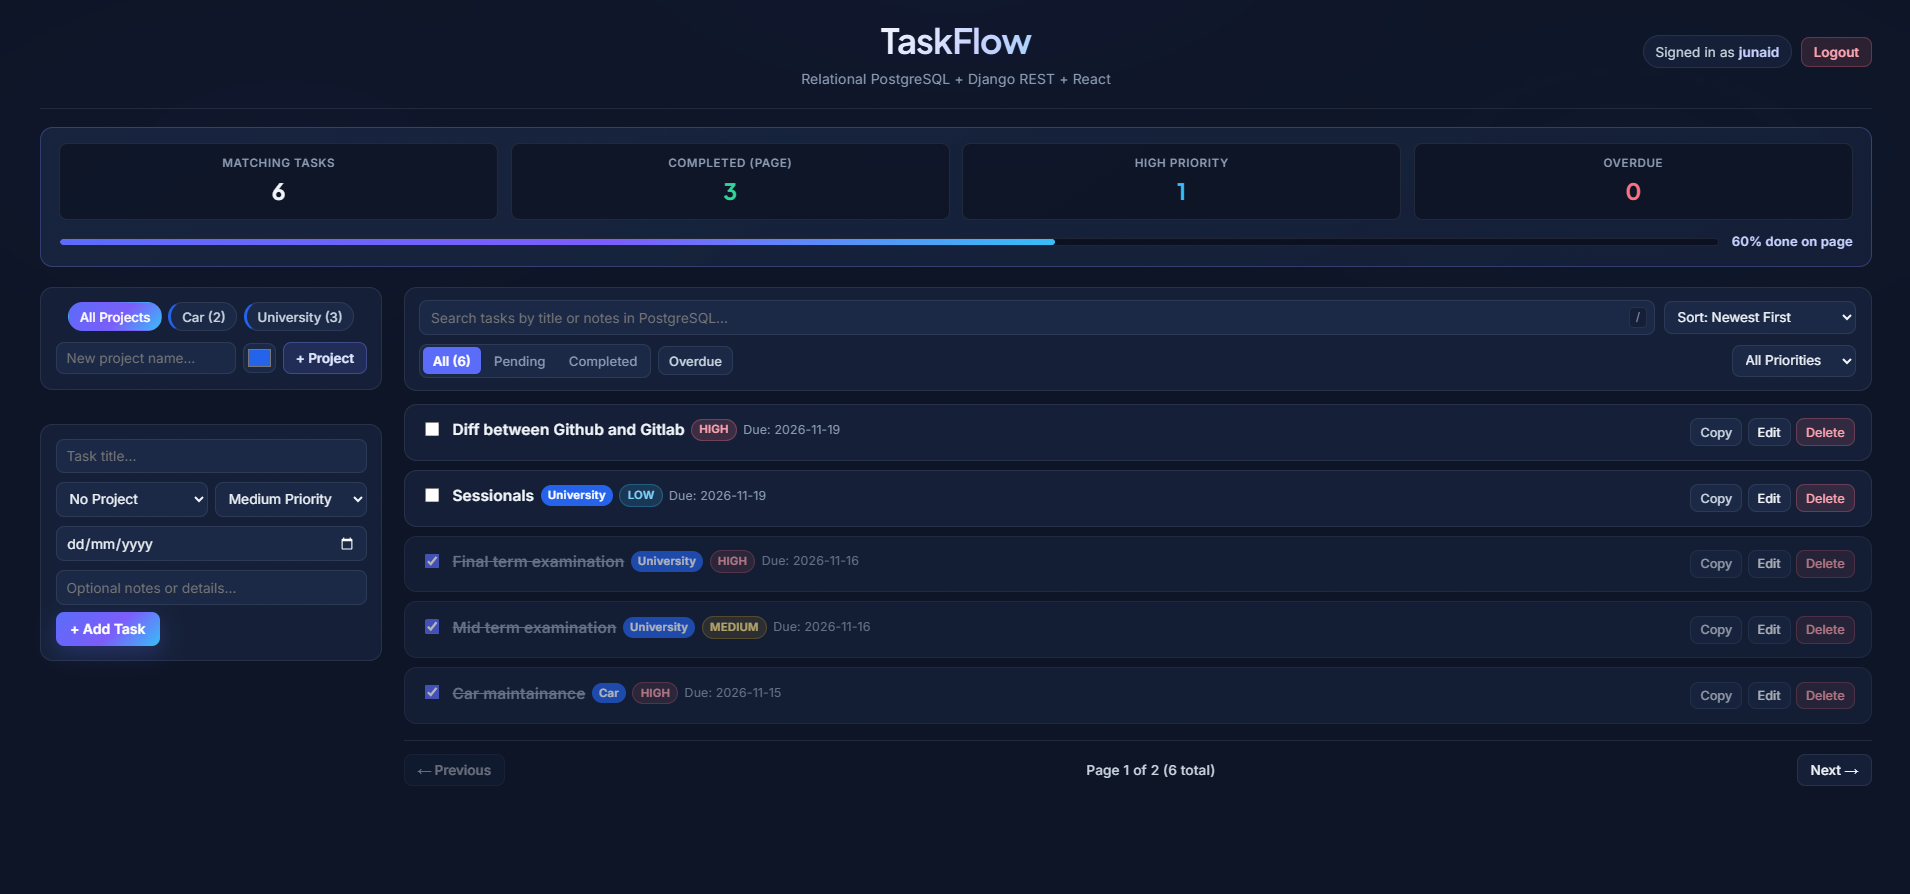 TaskFlow
Relational PostgreSQL + Django REST + React
Signed in as junaid
Logout
MATCHING TASKS
6
COMPLETED (PAGE)
3
HIGH PRIORITY
1
OVERDUE
0
60% done on page
All Projects
Car (2)
University (3)
New project name...
+ Project
Task title...
No Project
Medium Priority
dd/mm/yyyy
Optional notes or details...
+ Add Task
Search tasks by title or notes in PostgreSQL...
/
Sort: Newest First
All (6)
Pending
Completed
Overdue
All Priorities
Diff between Github and Gitlab HIGH Due: 2026-11-19
Copy Edit Delete
Sessionals University LOW Due: 2026-11-19
Copy Edit Delete
Final term examination University HIGH Due: 2026-11-16
Copy Edit Delete
Mid term examination University MEDIUM Due: 2026-11-16
Copy Edit Delete
Car maintainance Car HIGH Due: 2026-11-15
Copy Edit Delete
← Previous
Page 1 of 2 (6 total)
Next →